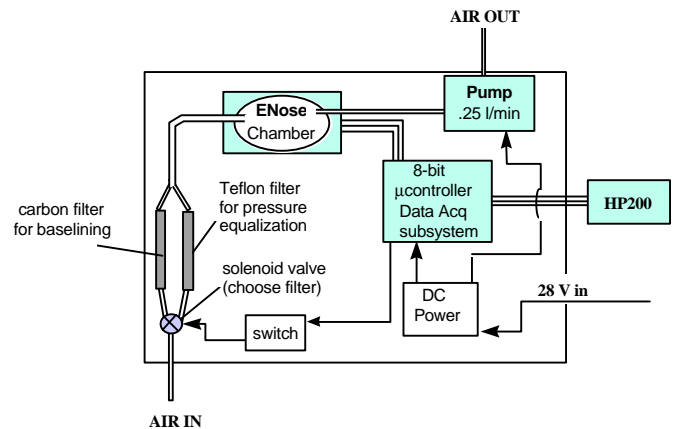 AIR OUT
Pump
.25 l/min
ENose
Chamber
8-bit
µcontroller
Data Acq
subsystem
HP200
Teflon filter
for pressure
equalization
carbon filter
for baselining
solenoid valve
(choose filter)
DC
Power
28 V in
switch
AIR IN